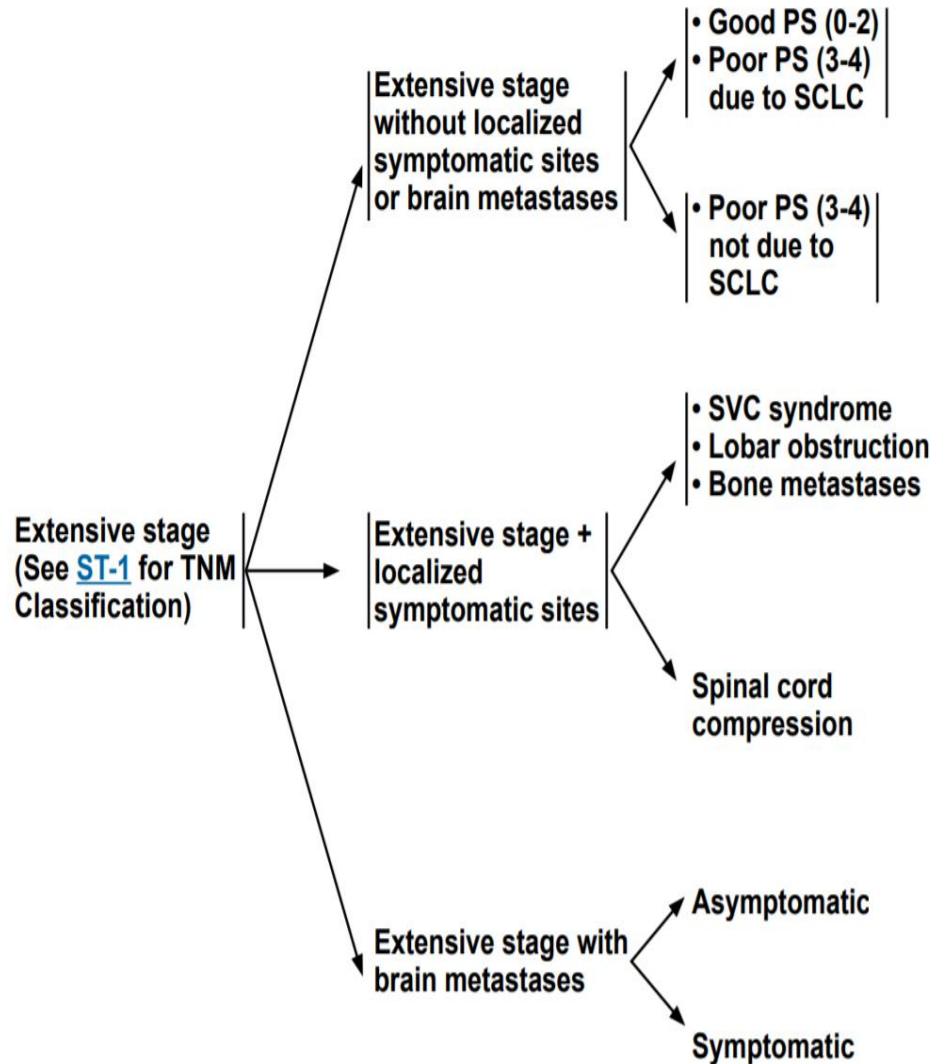 Extensive stage
(See ST-1 for TNM
Classification)
Extensive stage
without localized
symptomatic sites
or brain metastases
• Good PS (0-2)
• Poor PS (3-4)
due to SCLC
• Poor PS (3-4)
not due to
SCLC
Extensive stage +
localized
symptomatic sites
• SVC syndrome
• Lobar obstruction
• Bone metastases
Spinal cord
compression
Extensive stage with
brain metastases
Asymptomatic
Symptomatic